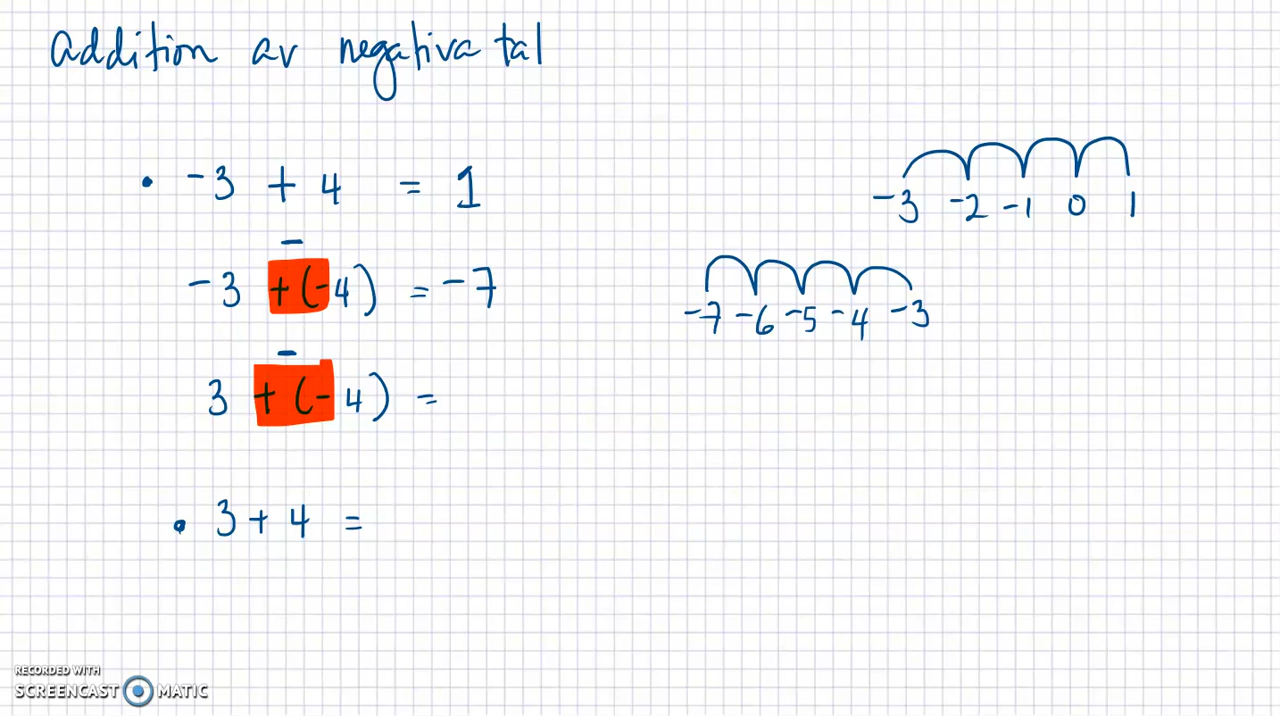 addition av negativa tal
• -3 + 4 = 1
-3 -2 -1 0 1
-
-3 +(-4) = -7
-7 -6 -5 -4 -3
-
3 +(-4) =
• 3 + 4 =
RECORDED WITH
SCREENCAST MATIC